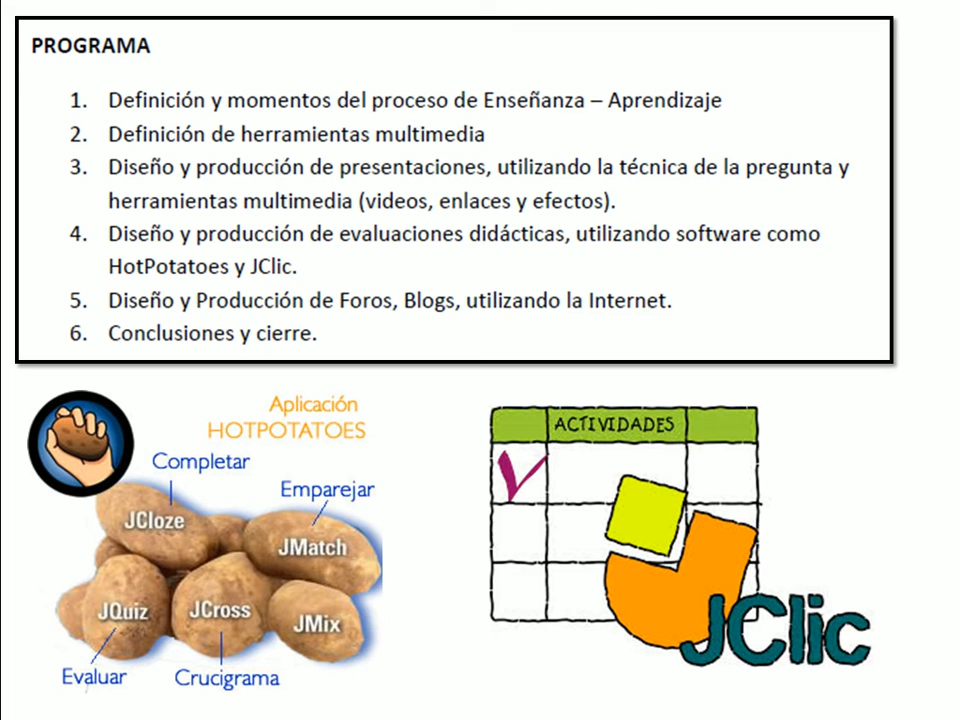 PROGRAMA
1. Definición y momentos del proceso de Enseñanza – Aprendizaje
2. Definición de herramientas multimedia
3. Diseño y producción de presentaciones, utilizando la técnica de la pregunta y
herramientas multimedia (videos, enlaces y efectos).
4. Diseño y producción de evaluaciones didácticas, utilizando software como
HotPotatoes y JClic.
5. Diseño y Producción de Foros, Blogs, utilizando la Internet.
6. Conclusiones y cierre.
Aplicación
HOTPOTATOES
Completar
Emparejar
JCloze
JMatch
JQuiz
JCross
JMix
Evaluar
Crucigrama
ACTIVIDADES
JClic